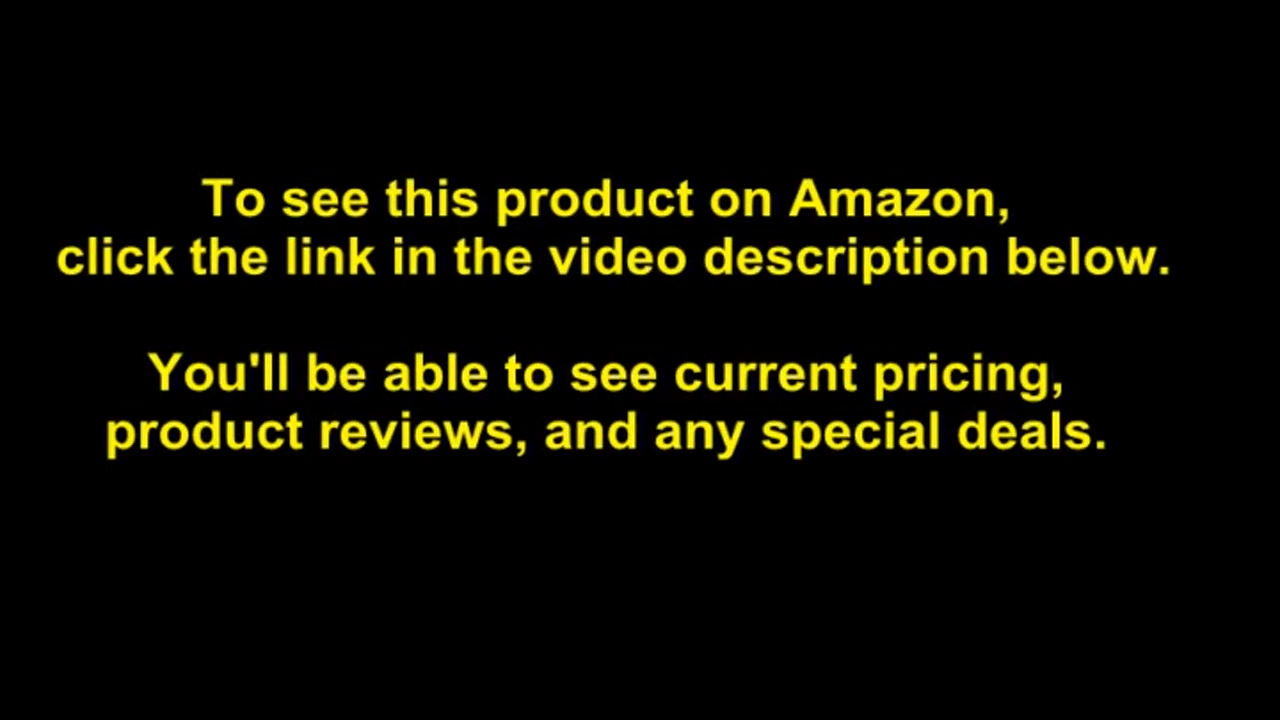 To see this product on Amazon,
click the link in the video description below.
You'll be able to see current pricing,
product reviews, and any special deals.